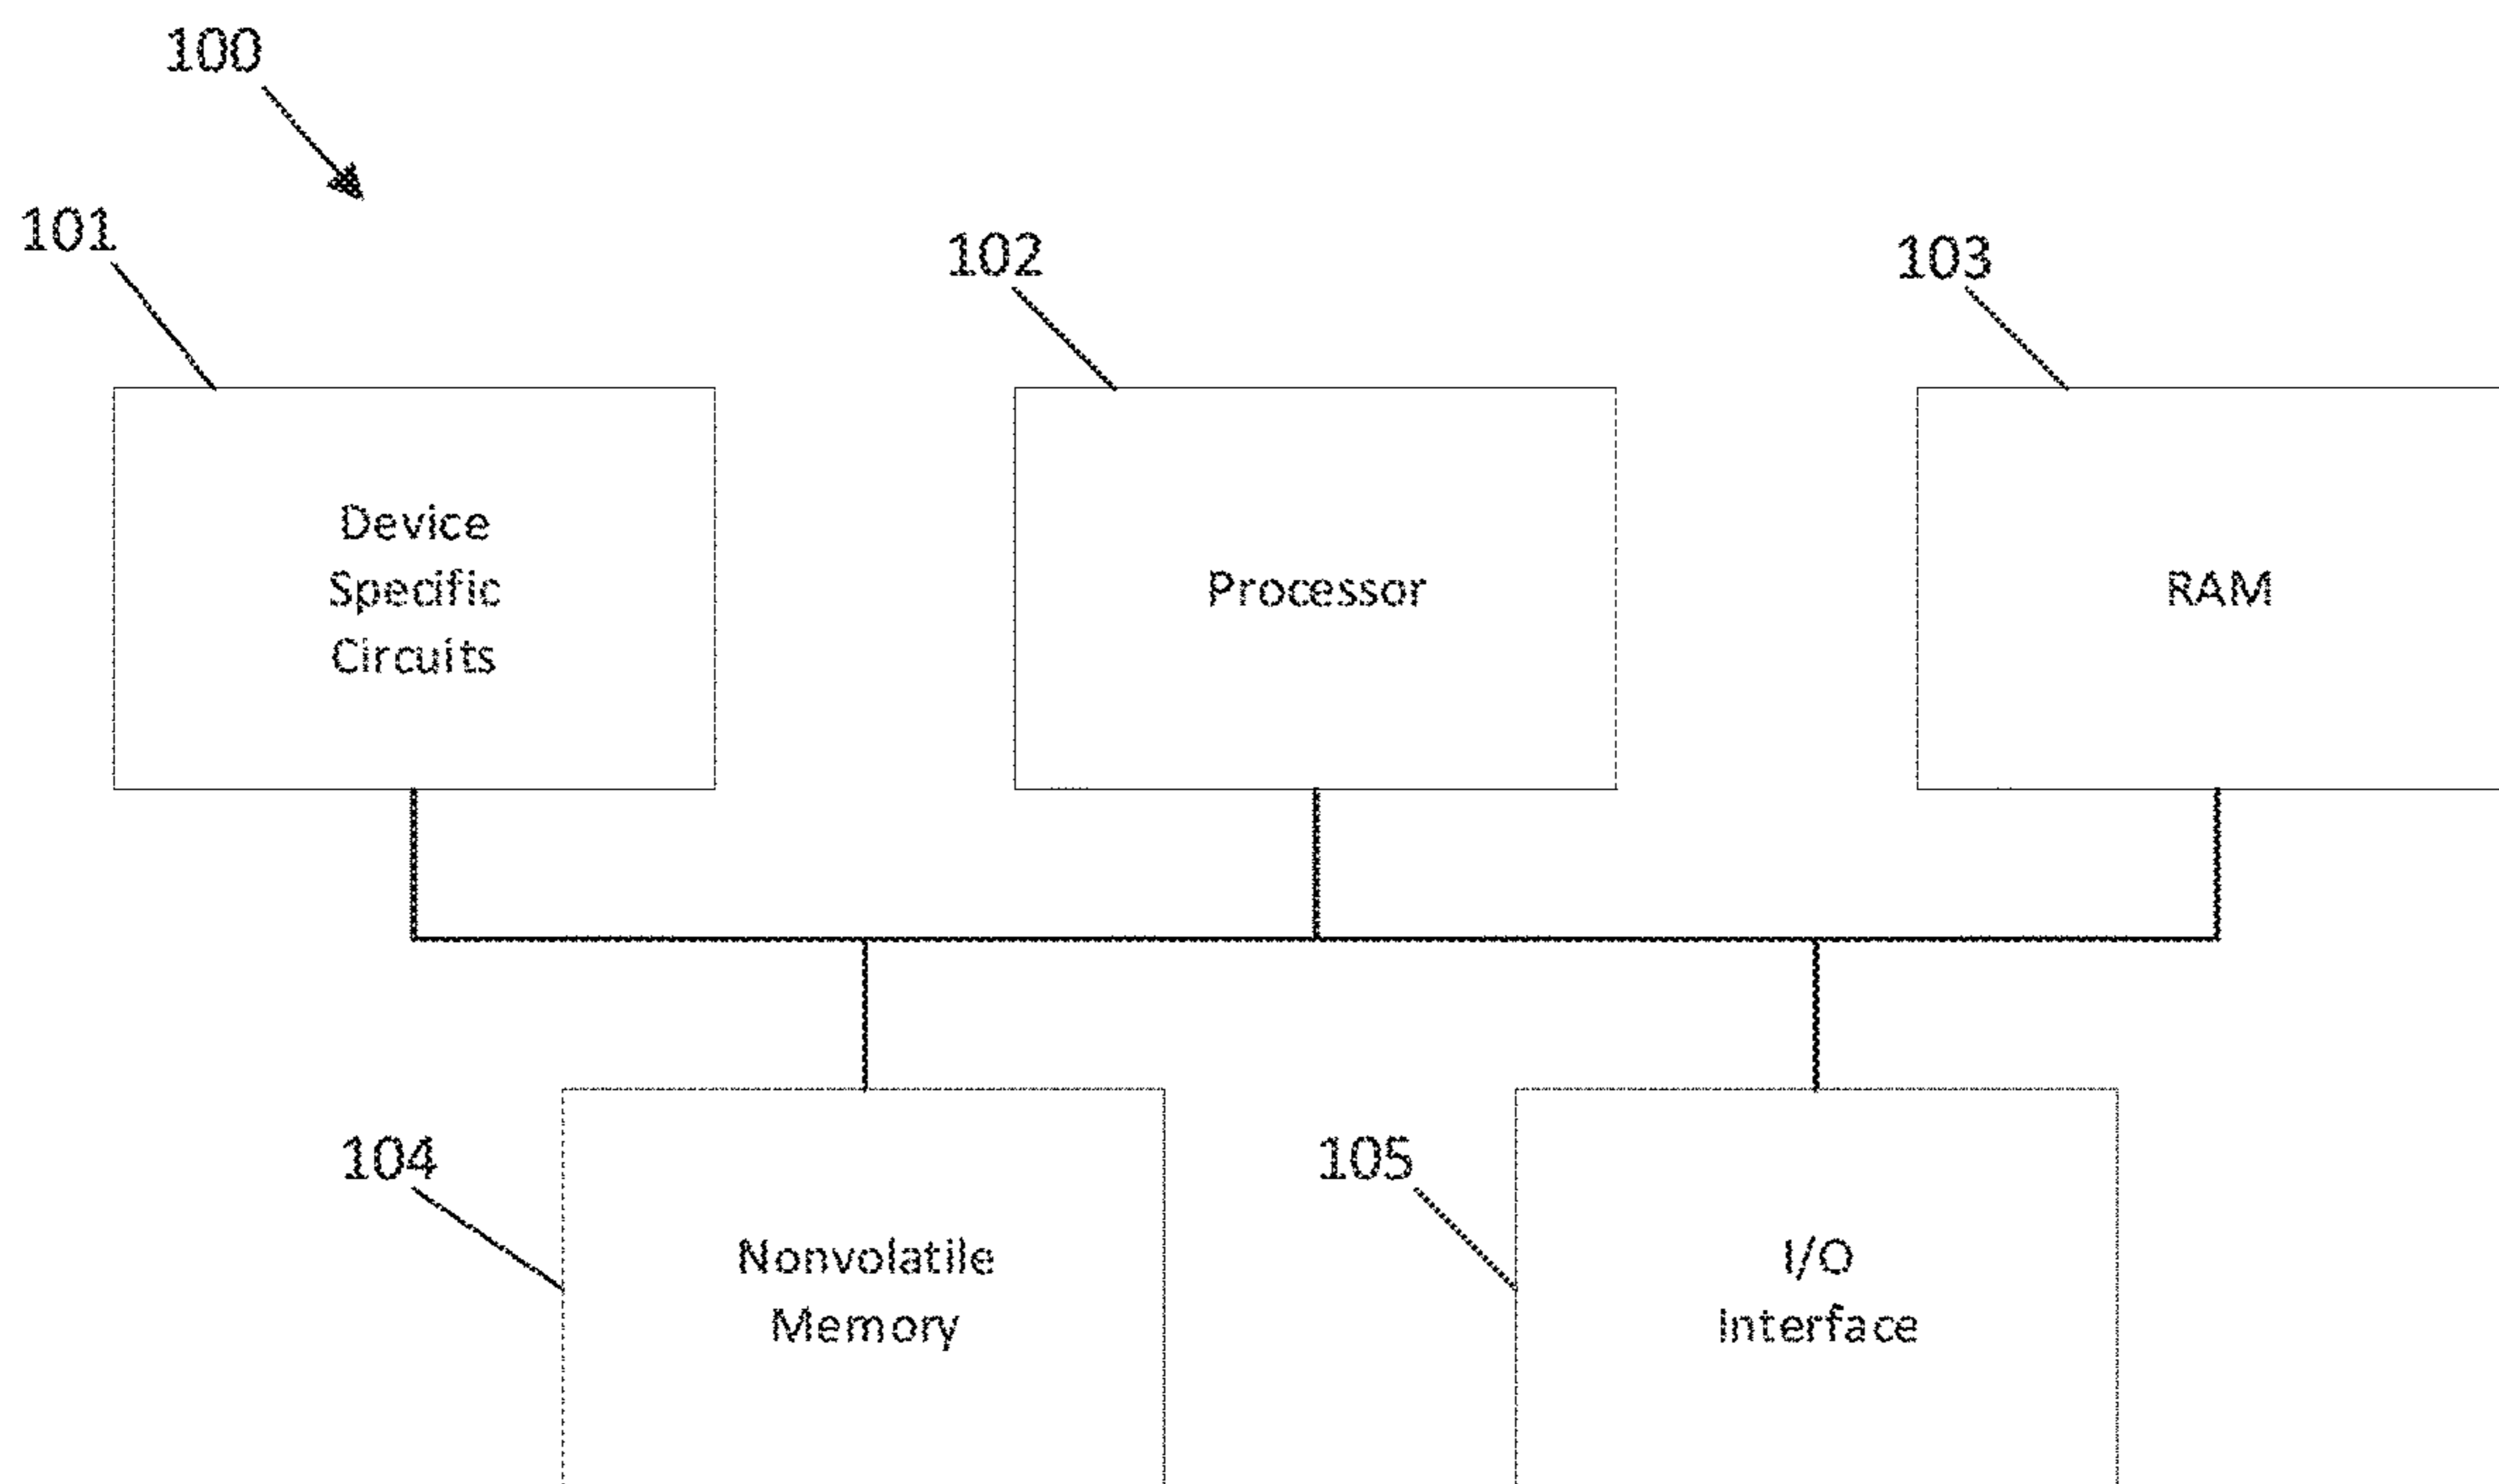 100
101
102
103
Device
Specific
Circuits
Processor
RAM
104
105
Nonvolatile
Memory
I/O
Interface